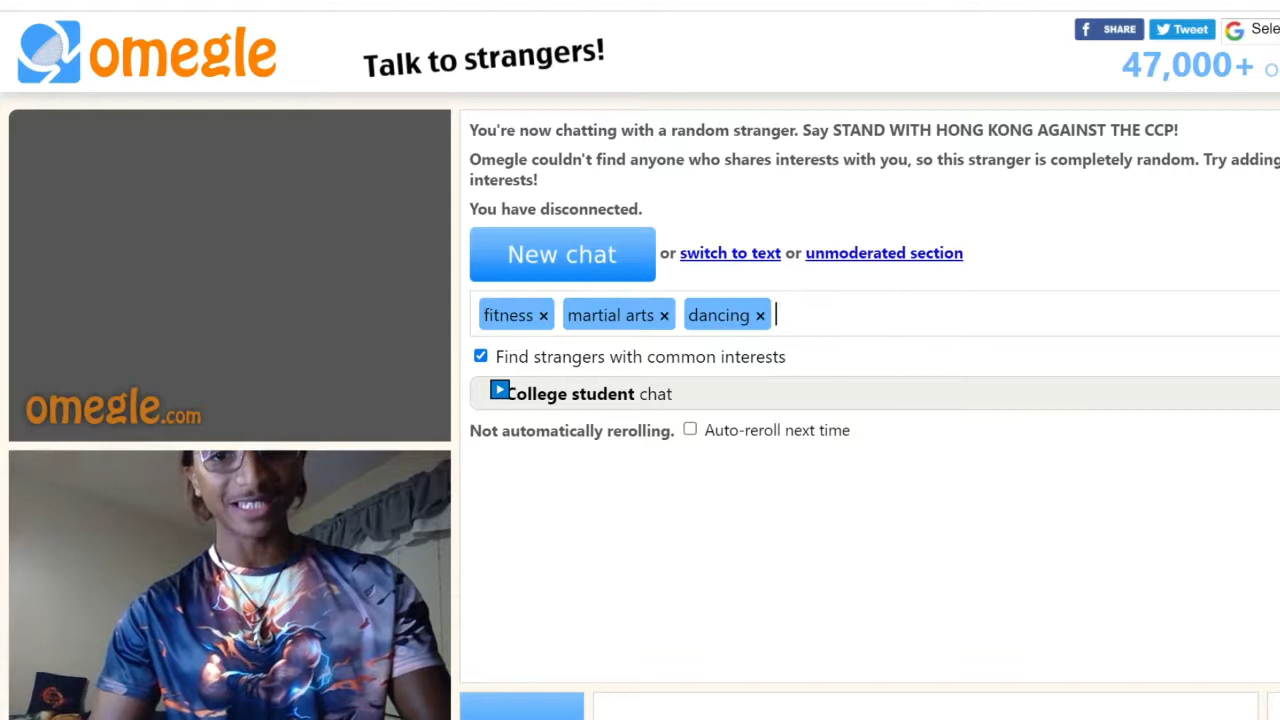 omegle
Talk to strangers!
f SHARE
Tweet
G Sele
47,000+ o
You're now chatting with a random stranger. Say STAND WITH HONG KONG AGAINST THE CCP!
Omegle couldn't find anyone who shares interests with you, so this stranger is completely random. Try adding
interests!
You have disconnected.
New chat or switch to text or unmoderated section
fitness × martial arts × dancing ×
Find strangers with common interests
College student chat
Not automatically rerolling. Auto-reroll next time
omegle.com